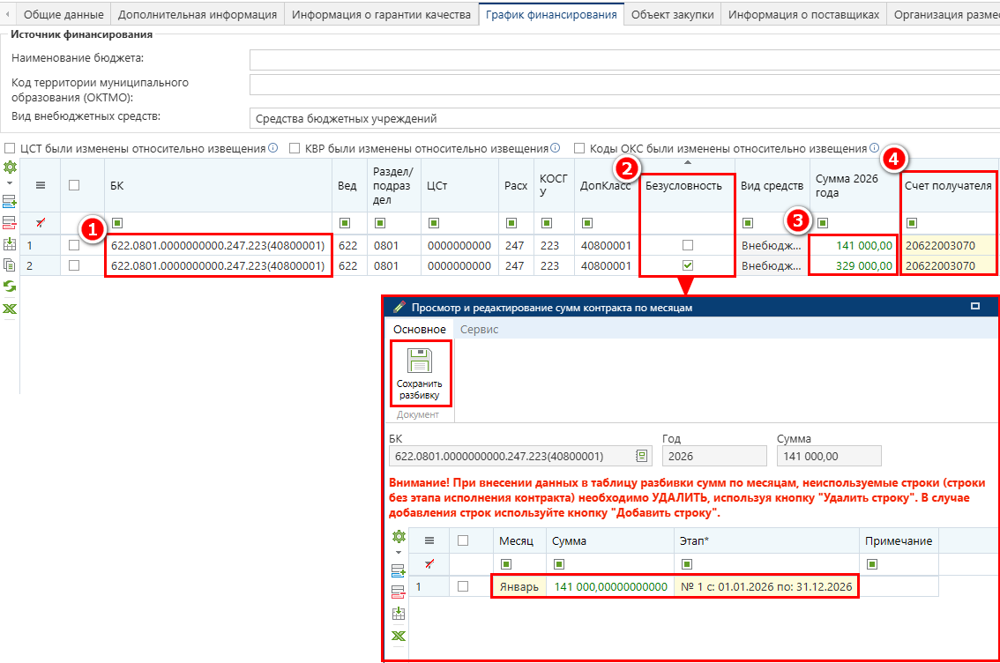 Общие данные Дополнительная информация Информация о гарантии качества График финансирования Объект закупки Информация о поставщиках Организация разме
Источник финансирования
Наименование бюджета:
Код территории муниципального
образования (ОКТМО):
Вид внебюджетных средств: Средства бюджетных учреждений
ЦСТ были изменены относительно извещения КВР были изменены относительно извещения Коды ОКС были изменены относительно извещения
2 4
БК Вед Раздел/ подраз дел ЦСт Расх КОСГ У ДопКласс Безусловность Вид средств Сумма 2026 года Счет получателя
1 3
1 622.0801.0000000000.247.223(40800001) 622 0801 0000000000 247 223 40800001 Внебюдж... 141 000,00 20622003070
2 622.0801.0000000000.247.223(40800001) 622 0801 0000000000 247 223 40800001 Внебюдж... 329 000,00 20622003070
Просмотр и редактирование сумм контракта по месяцам
Основное Сервис
Сохранить
разбивку
Документ
БК Год Сумма
622.0801.0000000000.247.223(40800001) 2026 141 000,00
Внимание! При внесении данных в таблицу разбивки сумм по месяцам, неиспользуемые строки (строки
без этапа исполнения контракта) необходимо УДАЛИТЬ, используя кнопку "Удалить строку". В случае
добавления строк используйте кнопку "Добавить строку".
Месяц Сумма Этап* Примечание
1 Январь 141 000,00000000000 № 1 с: 01.01.2026 по: 31.12.2026